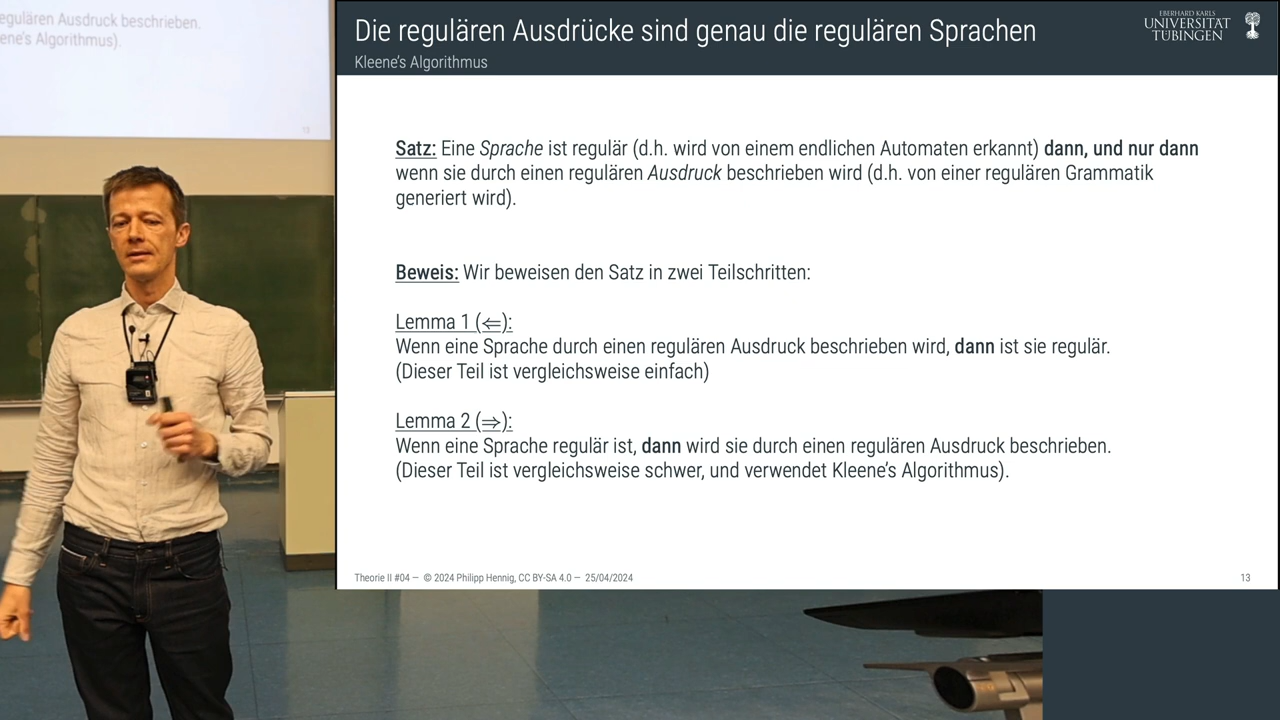 egulären Ausdruck beschrieben.
ene's Algorithmus).
13
Die regulären Ausdrücke sind genau die regulären Sprachen
Kleene's Algorithmus
EBERHARD KARLS
UNIVERSITÄT
TÜBINGEN
Satz: Eine Sprache ist regulär (d.h. wird von einem endlichen Automaten erkannt) dann, und nur dann
wenn sie durch einen regulären Ausdruck beschrieben wird (d.h. von einer regulären Grammatik
generiert wird).
Beweis: Wir beweisen den Satz in zwei Teilschritten:
Lemma 1 (⇐):
Wenn eine Sprache durch einen regulären Ausdruck beschrieben wird, dann ist sie regulär.
(Dieser Teil ist vergleichsweise einfach)
Lemma 2 (⇒):
Wenn eine Sprache regulär ist, dann wird sie durch einen regulären Ausdruck beschrieben.
(Dieser Teil ist vergleichsweise schwer, und verwendet Kleene's Algorithmus).
Theorie II #04 — © 2024 Philipp Hennig, CC BY-SA 4.0 — 25/04/2024
13